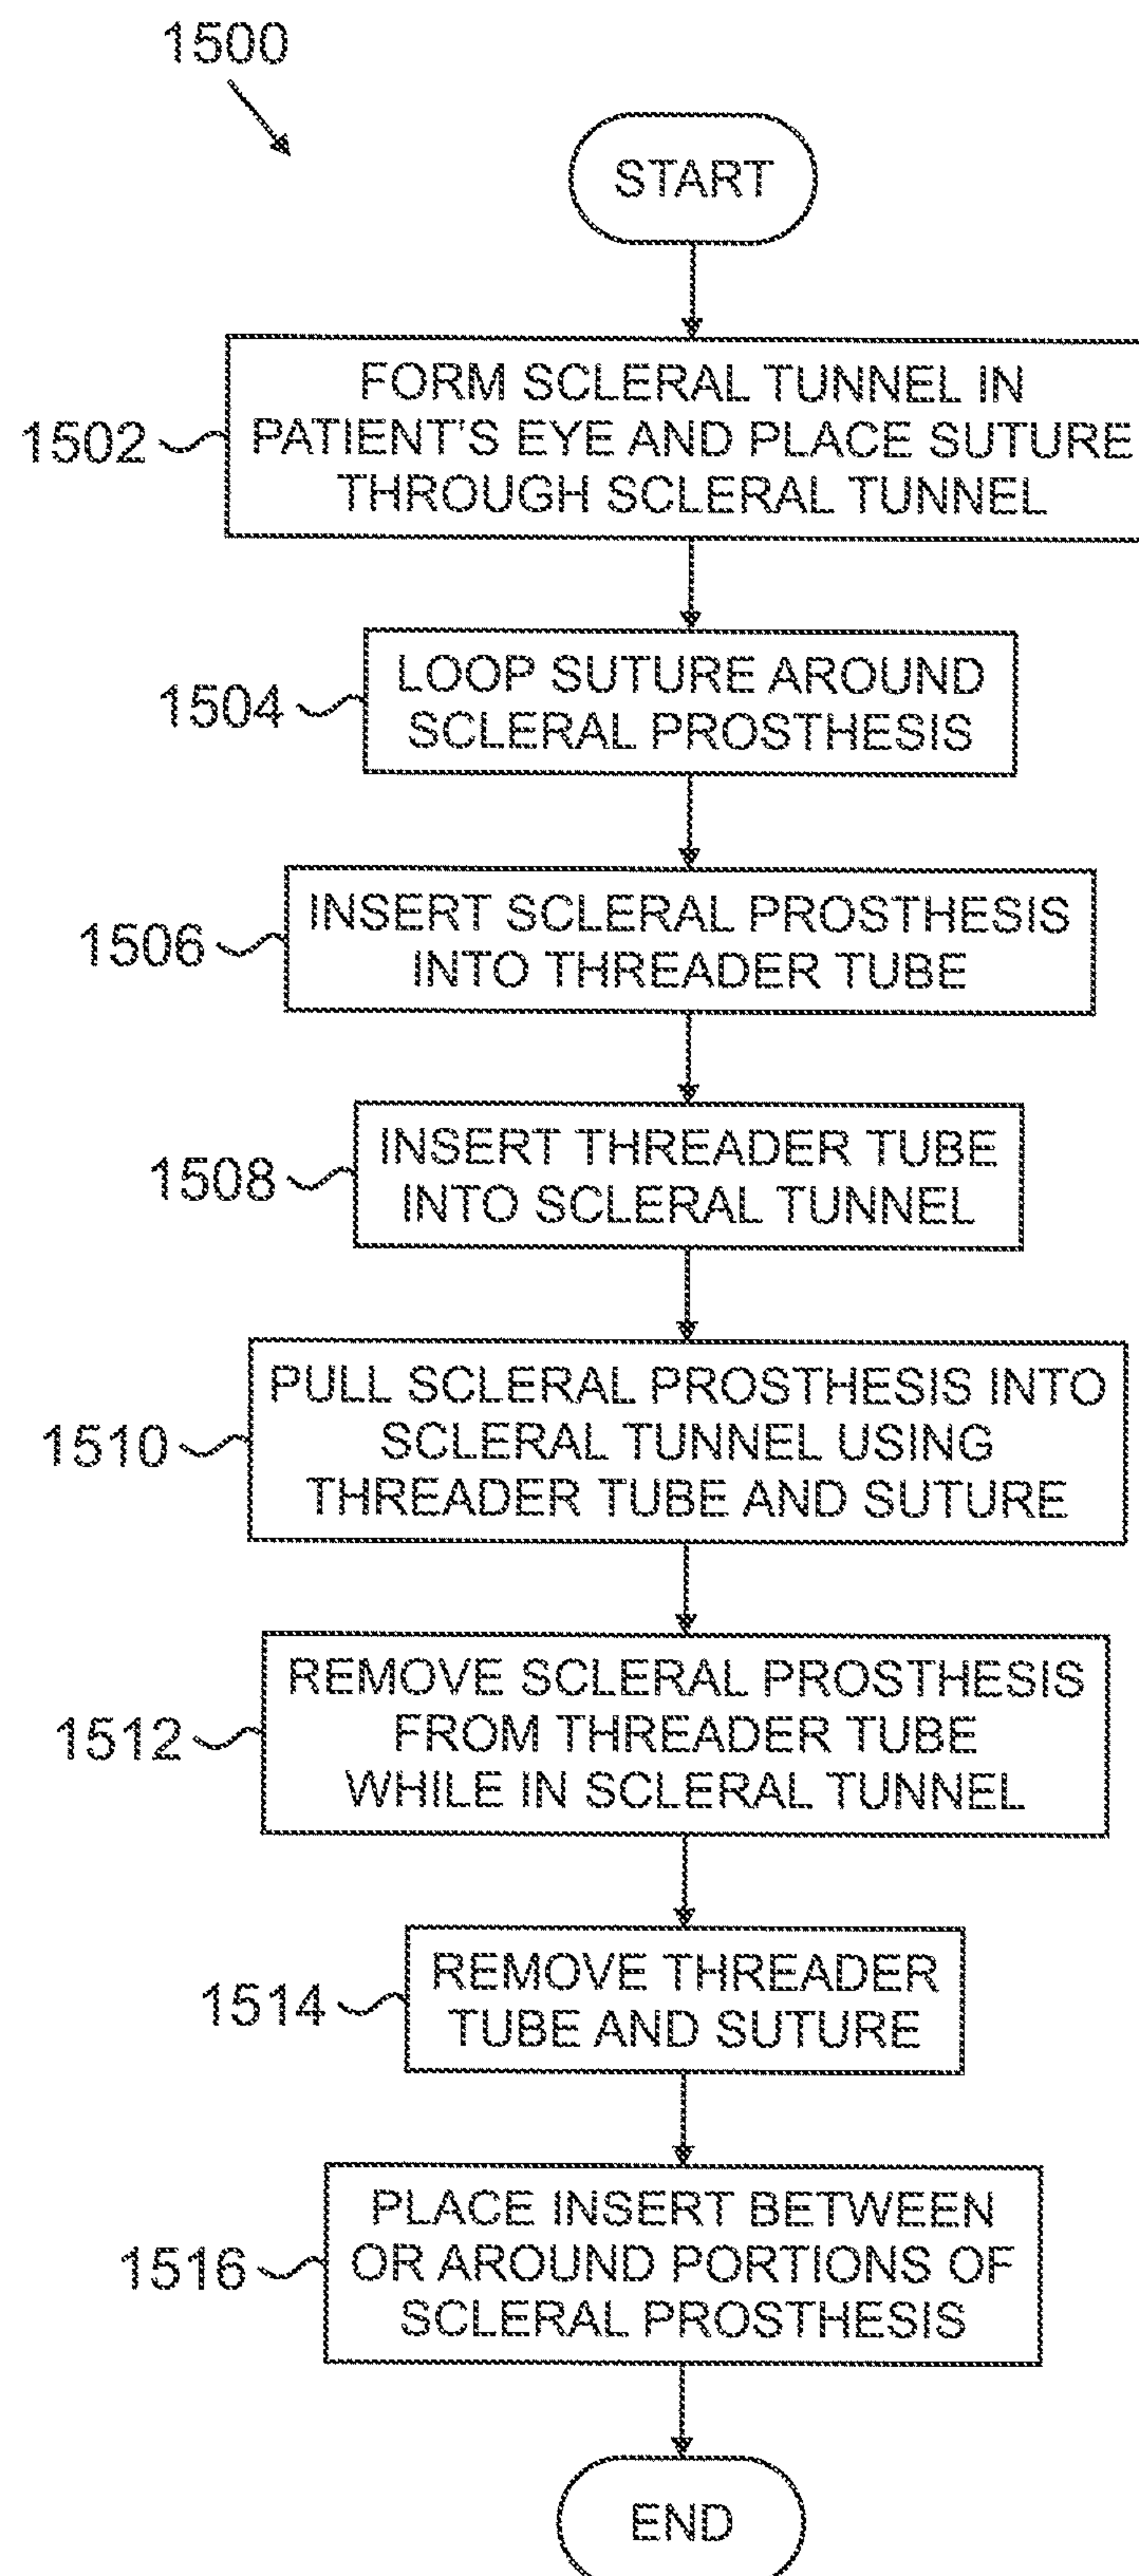 1500
START
1502
FORM SCLERAL TUNNEL IN
PATIENT'S EYE AND PLACE SUTURE
THROUGH SCLERAL TUNNEL
1504
LOOP SUTURE AROUND
SCLERAL PROSTHESIS
1506
INSERT SCLERAL PROSTHESIS
INTO THREADER TUBE
1508
INSERT THREADER TUBE
INTO SCLERAL TUNNEL
1510
PULL SCLERAL PROSTHESIS INTO
SCLERAL TUNNEL USING
THREADER TUBE AND SUTURE
1512
REMOVE SCLERAL PROSTHESIS
FROM THREADER TUBE
WHILE IN SCLERAL TUNNEL
1514
REMOVE THREADER
TUBE AND SUTURE
1516
PLACE INSERT BETWEEN
OR AROUND PORTIONS OF
SCLERAL PROSTHESIS
END